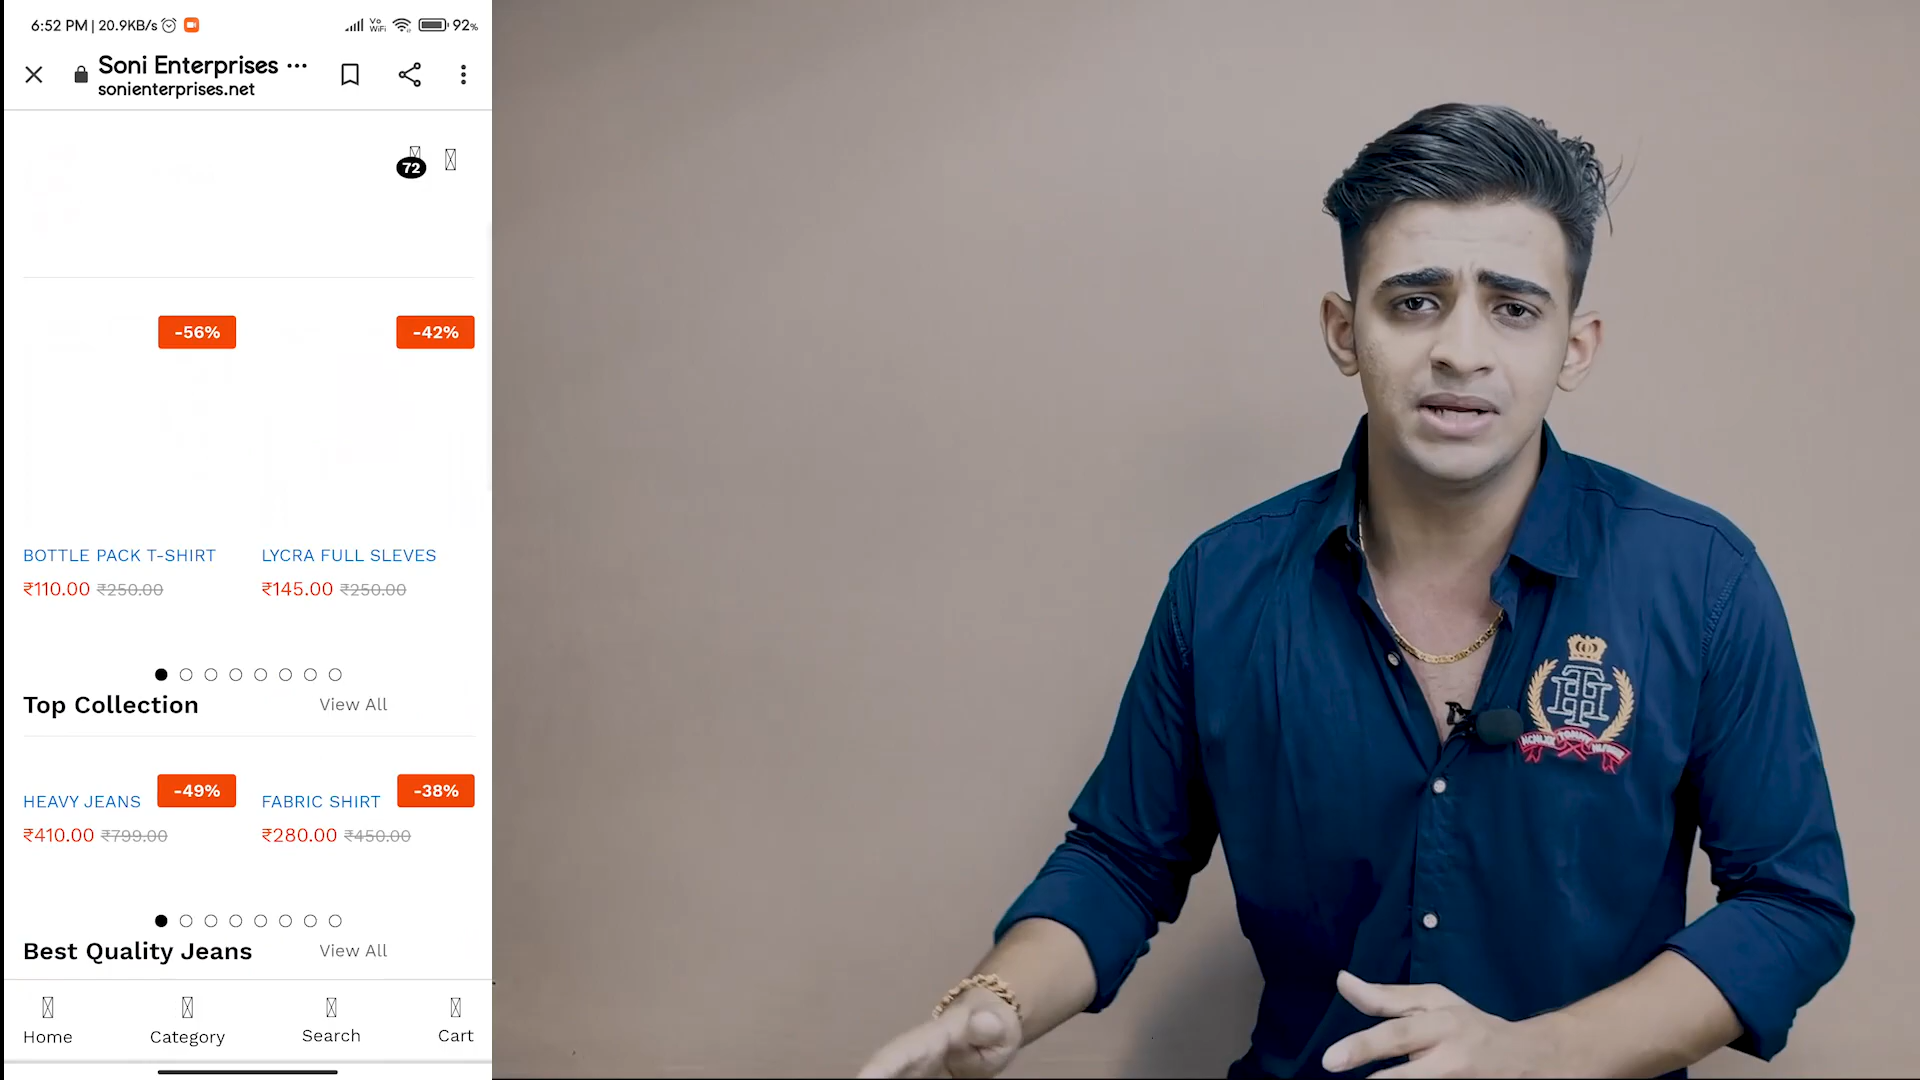 6:52 PM | 20.9KB/s
Vo WiFi
92%
Soni Enterprises ···
sonienterprises.net
72
-56%
-42%
BOTTLE PACK T-SHIRT
LYCRA FULL SLEVES
₹110.00 ₹250.00
₹145.00 ₹250.00
Top Collection
View All
-49%
-38%
HEAVY JEANS
FABRIC SHIRT
₹410.00 ₹799.00
₹280.00 ₹450.00
Best Quality Jeans
View All
Home
Category
Search
Cart